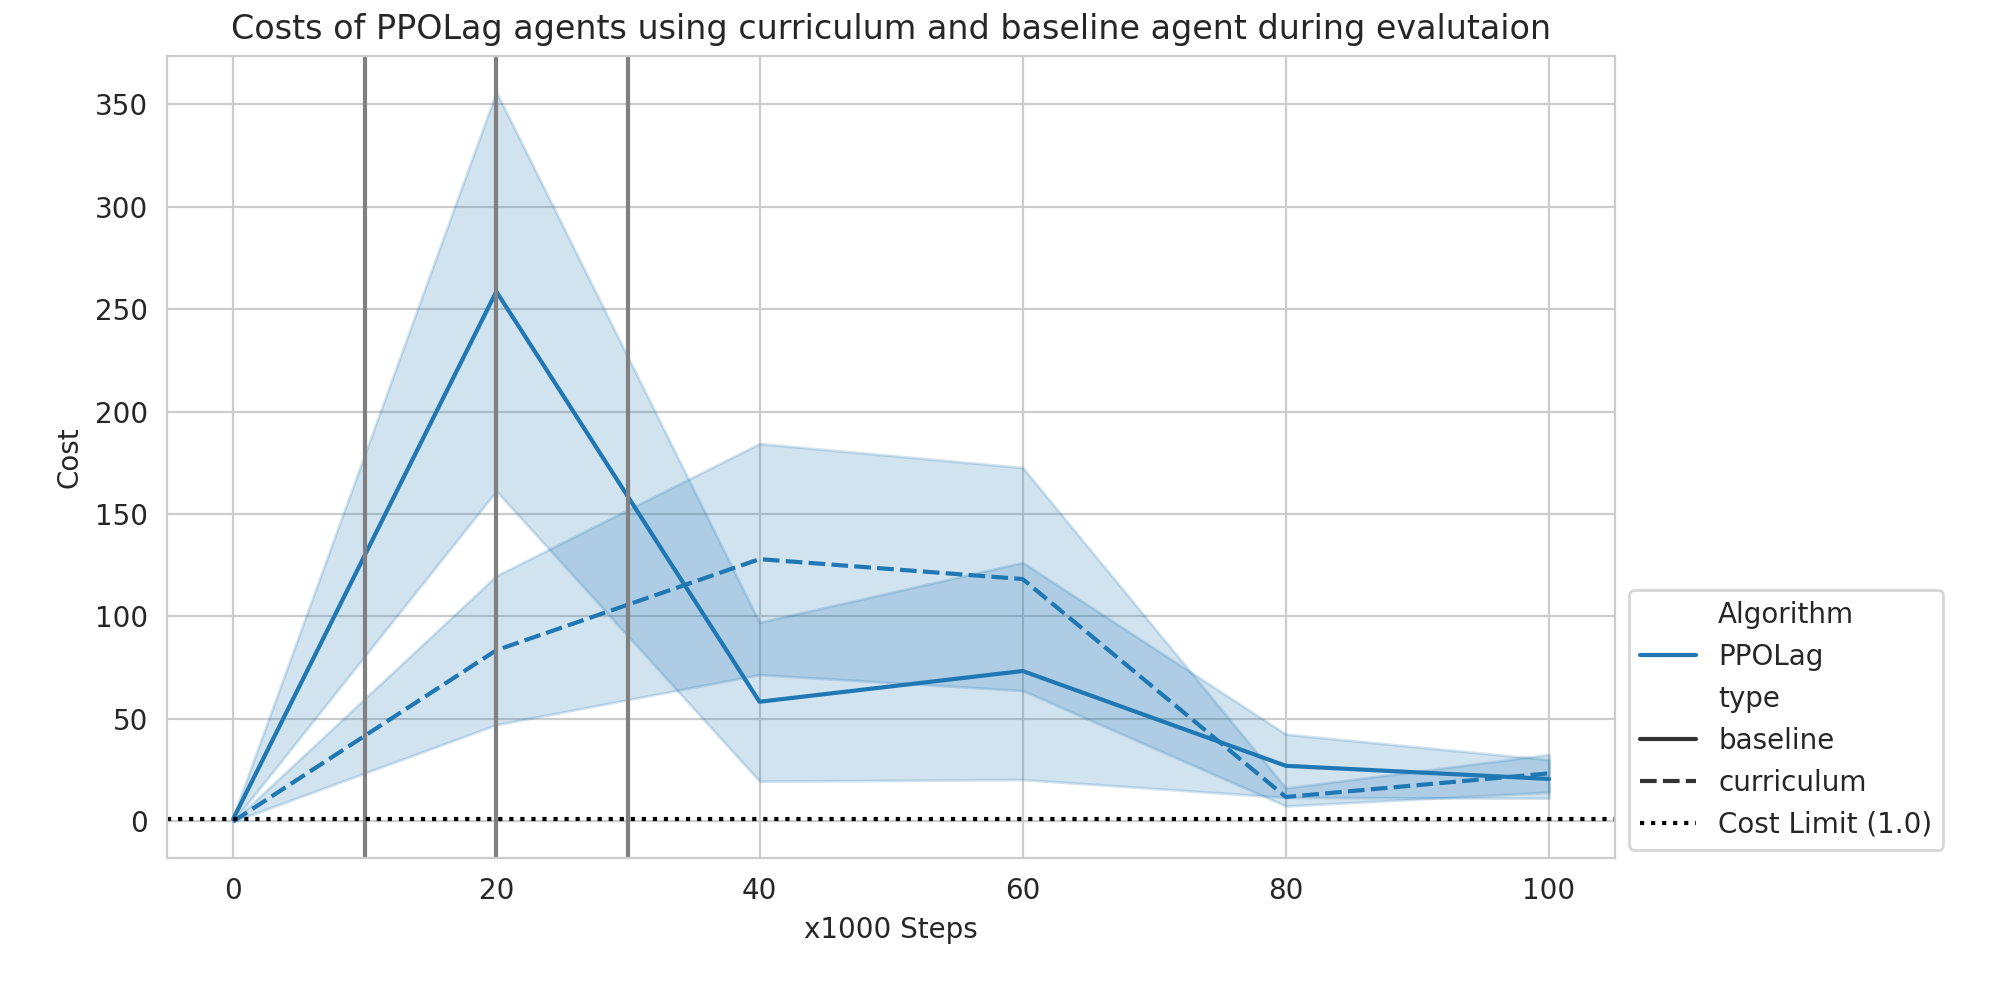 Costs of PPOLag agents using curriculum and baseline agent during evalutaion
350
300
250
200
150
100
50
0
Cost
0 20 40 60 80 100
x1000 Steps
Algorithm
PPOLag
type
baseline
curriculum
Cost Limit (1.0)